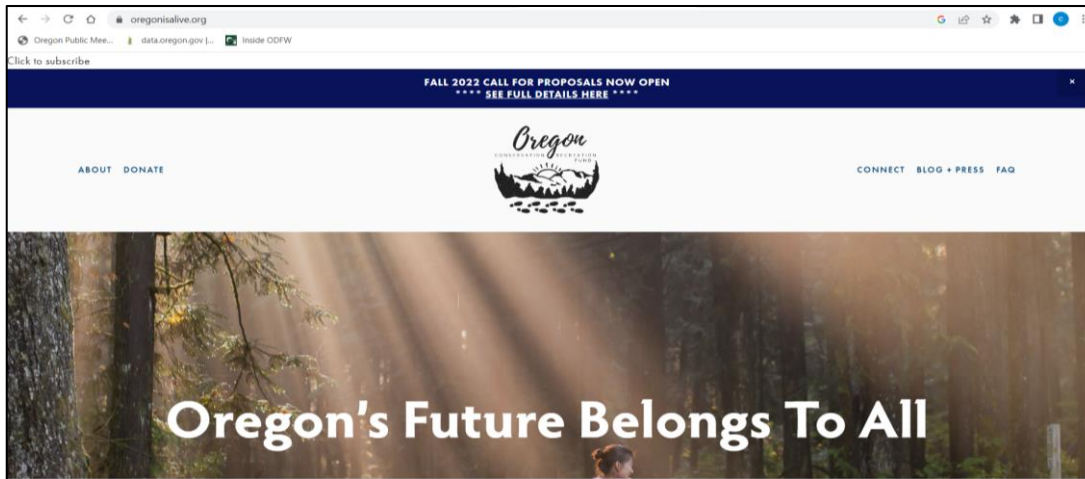 oregonisalive.org
Oregon Public Mee... data.oregon.gov |... Inside ODFW
Click to subscribe
FALL 2022 CALL FOR PROPOSALS NOW OPEN
**** SEE FULL DETAILS HERE ****
ABOUT DONATE
Oregon
CONSERVATION RECREATION
FUND
CONNECT BLOG + PRESS FAQ
Oregon's Future Belongs To All